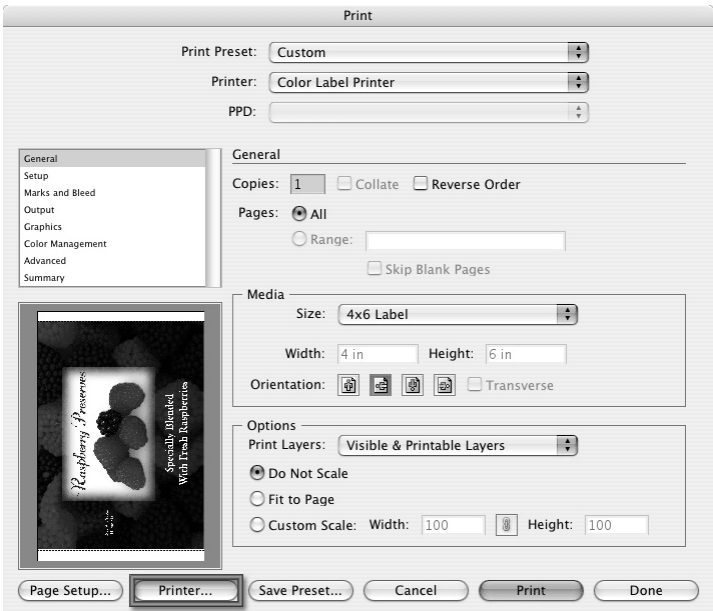 Print
Print Preset: Custom
Printer: Color Label Printer
PPD:
General
Setup
Marks and Bleed
Output
Graphics
Color Management
Advanced
Summary
General
Copies: 1 Collate Reverse Order
Pages: All
Range:
Skip Blank Pages
Media
Size: 4x6 Label
Width: 4 in Height: 6 in
Orientation: Transverse
Options
Print Layers: Visible & Printable Layers
Do Not Scale
Fit to Page
Custom Scale: Width: 100 Height: 100
Raspberry Preserves
Specially Blended
With Fresh Raspberries
Page Setup... Printer... Save Preset... Cancel Print Done